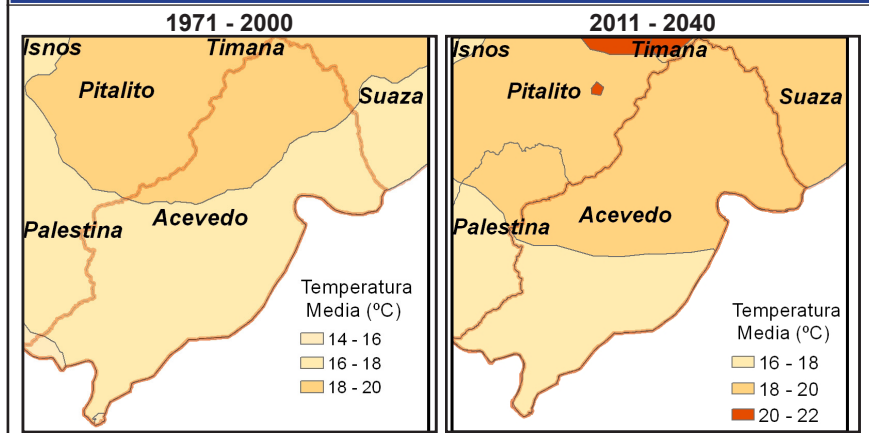 1971 - 2000
Isnos
Timana
Pitalito
Suaza
Palestina
Acevedo
Temperatura
Media (ºC)
14 - 16
16 - 18
18 - 20
2011 - 2040
Isnos
Timana
Pitalito
Suaza
Palestina
Acevedo
Temperatura
Media (ºC)
16 - 18
18 - 20
20 - 22